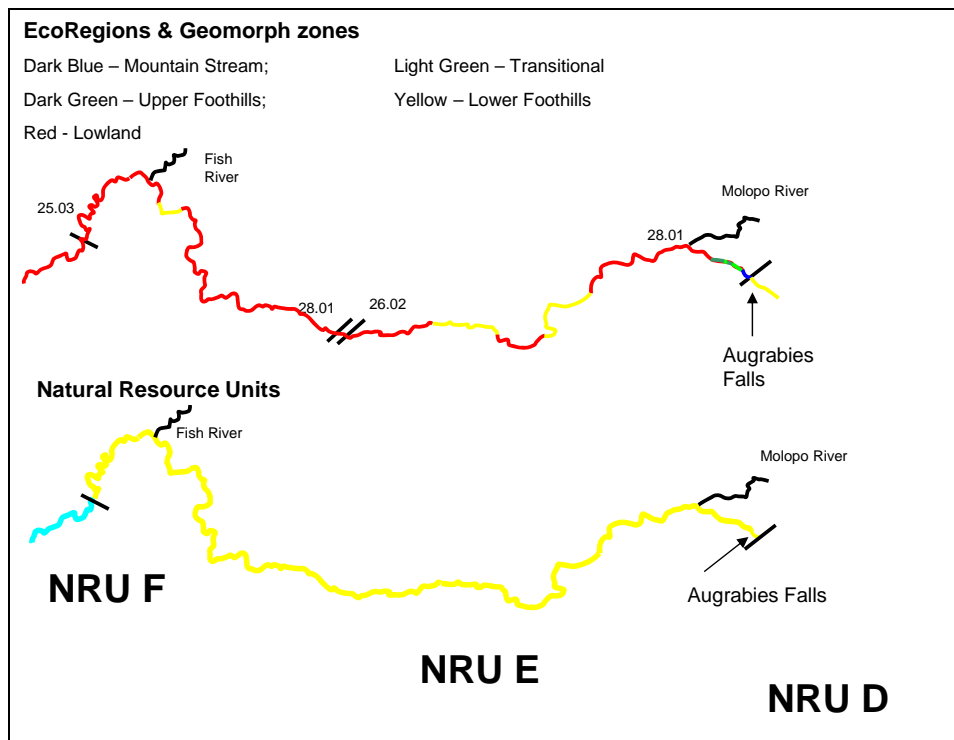 EcoRegions & Geomorph zones
Dark Blue – Mountain Stream; Light Green – Transitional
Dark Green – Upper Foothills; Yellow – Lower Foothills
Red - Lowland
Fish
River
25.03
Molopo River
28.01
28.01
26.02
Augrabies
Falls
Natural Resource Units
Fish River
Molopo River
Augrabies Falls
NRU F
NRU E
NRU D